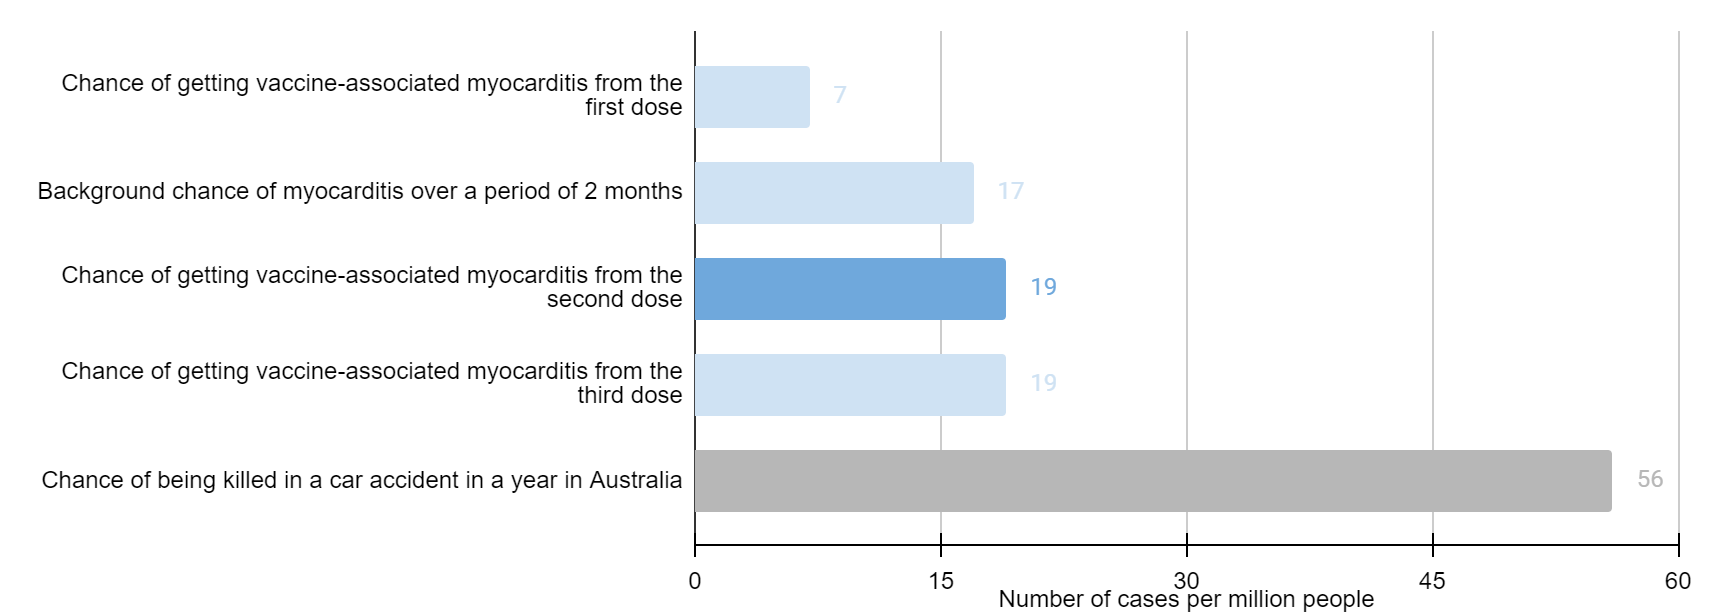 Chance of getting vaccine-associated myocarditis from the
first dose
7
Background chance of myocarditis over a period of 2 months
17
Chance of getting vaccine-associated myocarditis from the
second dose
19
Chance of getting vaccine-associated myocarditis from the
third dose
19
Chance of being killed in a car accident in a year in Australia
56
0 15 30 45 60
Number of cases per million people